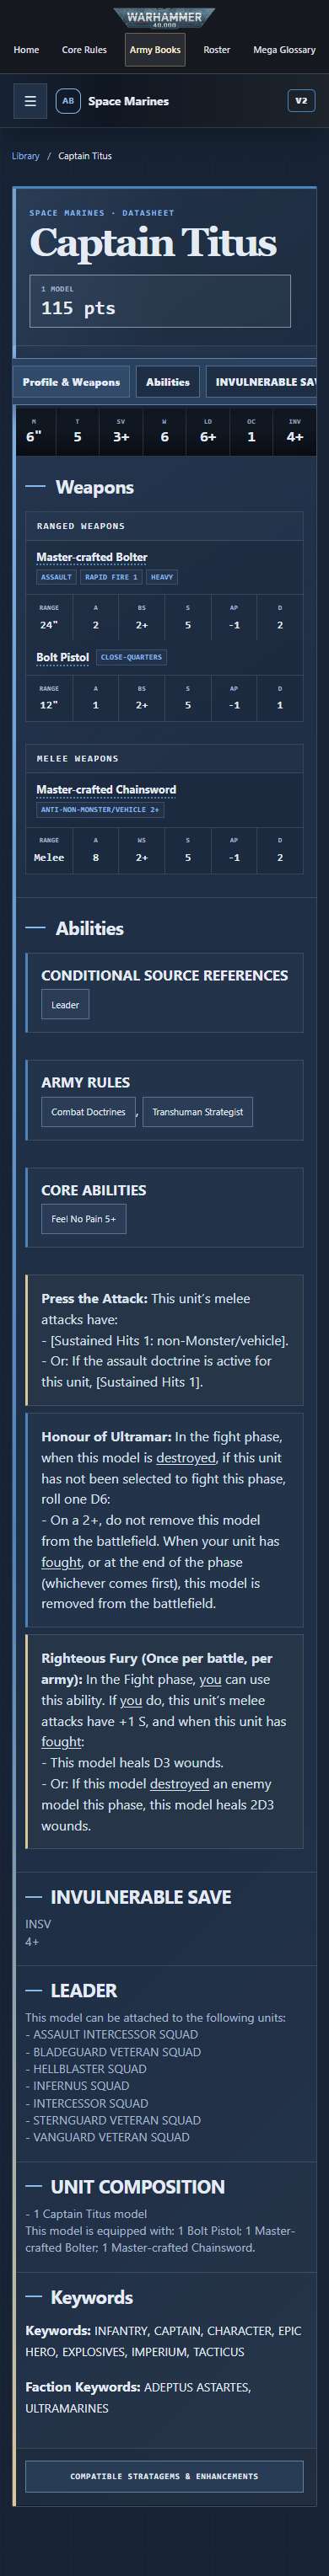 WARHAMMER
40,000
Home
Core Rules
Army Books
Roster
Mega Glossary
☰
AB
Space Marines
V2
Library / Captain Titus
SPACE MARINES · DATASHEET
Captain Titus
1 MODEL
115 pts
Profile & Weapons
Abilities
INVULNERABLE SAV
M T SV W LD OC INV
6" 5 3+ 6 6+ 1 4+
Weapons
RANGED WEAPONS
Master-crafted Bolter
ASSAULT RAPID FIRE 1 HEAVY
RANGE A BS S AP D
24" 2 2+ 5 -1 2
Bolt Pistol CLOSE-QUARTERS
RANGE A BS S AP D
12" 1 2+ 5 -1 1
MELEE WEAPONS
Master-crafted Chainsword
ANTI-NON-MONSTER/VEHICLE 2+
RANGE A WS S AP D
Melee 8 2+ 5 -1 2
Abilities
CONDITIONAL SOURCE REFERENCES
Leader
ARMY RULES
Combat Doctrines, Transhuman Strategist
CORE ABILITIES
Feel No Pain 5+
Press the Attack: This unit's melee
attacks have:
- [Sustained Hits 1: non-Monster/vehicle].
- Or: If the assault doctrine is active for
this unit, [Sustained Hits 1].
Honour of Ultramar: In the fight phase,
when this model is destroyed, if this unit
has not been selected to fight this phase,
roll one D6:
- On a 2+, do not remove this model
from the battlefield. When your unit has
fought, or at the end of the phase
(whichever comes first), this model is
removed from the battlefield.
Righteous Fury (Once per battle, per
army): In the Fight phase, you can use
this ability. If you do, this unit's melee
attacks have +1 S, and when this unit has
fought:
- This model heals D3 wounds.
- Or: If this model destroyed an enemy
model this phase, this model heals 2D3
wounds.
INVULNERABLE SAVE
INSV
4+
LEADER
This model can be attached to the following units:
- ASSAULT INTERCESSOR SQUAD
- BLADEGUARD VETERAN SQUAD
- HELLBLASTER SQUAD
- INFERNUS SQUAD
- INTERCESSOR SQUAD
- STERNGUARD VETERAN SQUAD
- VANGUARD VETERAN SQUAD
UNIT COMPOSITION
- 1 Captain Titus model
This model is equipped with: 1 Bolt Pistol; 1 Master-
crafted Bolter; 1 Master-crafted Chainsword.
Keywords
Keywords: INFANTRY, CAPTAIN, CHARACTER, EPIC
HERO, EXPLOSIVES, IMPERIUM, TACTICUS
Faction Keywords: ADEPTUS ASTARTES,
ULTRAMARINES
COMPATIBLE STRATAGEMS & ENHANCEMENTS